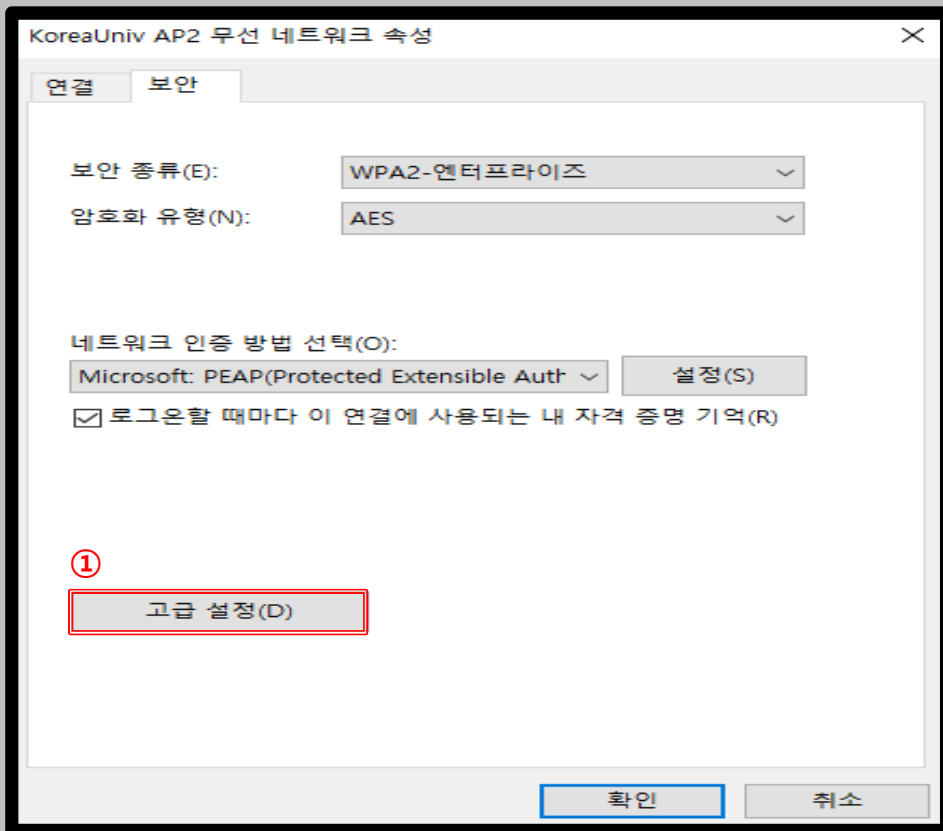 KoreaUniv AP2 무선 네트워크 속성
연결 보안
보안 종류(E): WPA2-엔터프라이즈
암호화 유형(N): AES
네트워크 인증 방법 선택(O):
Microsoft: PEAP(Protected Extensible Auth 설정(S)
로그온할 때마다 이 연결에 사용되는 내 자격 증명 기억(R)
①
고급 설정(D)
확인 취소